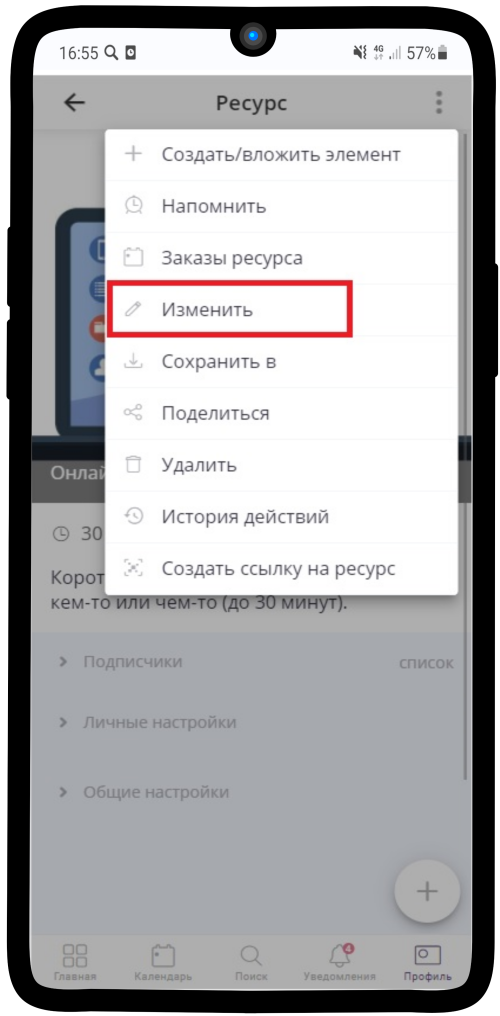 16:55
4G
57%
Ресурс
Создать/вложить элемент
Напомнить
Заказы ресурса
Изменить
Сохранить в
Поделиться
Удалить
История действий
Создать ссылку на ресурс
30
кем-то или чем-то (до 30 минут).
Подписчики
список
Личные настройки
Общие настройки
4
Главная
Календарь
Поиск
Уведомления
Профиль